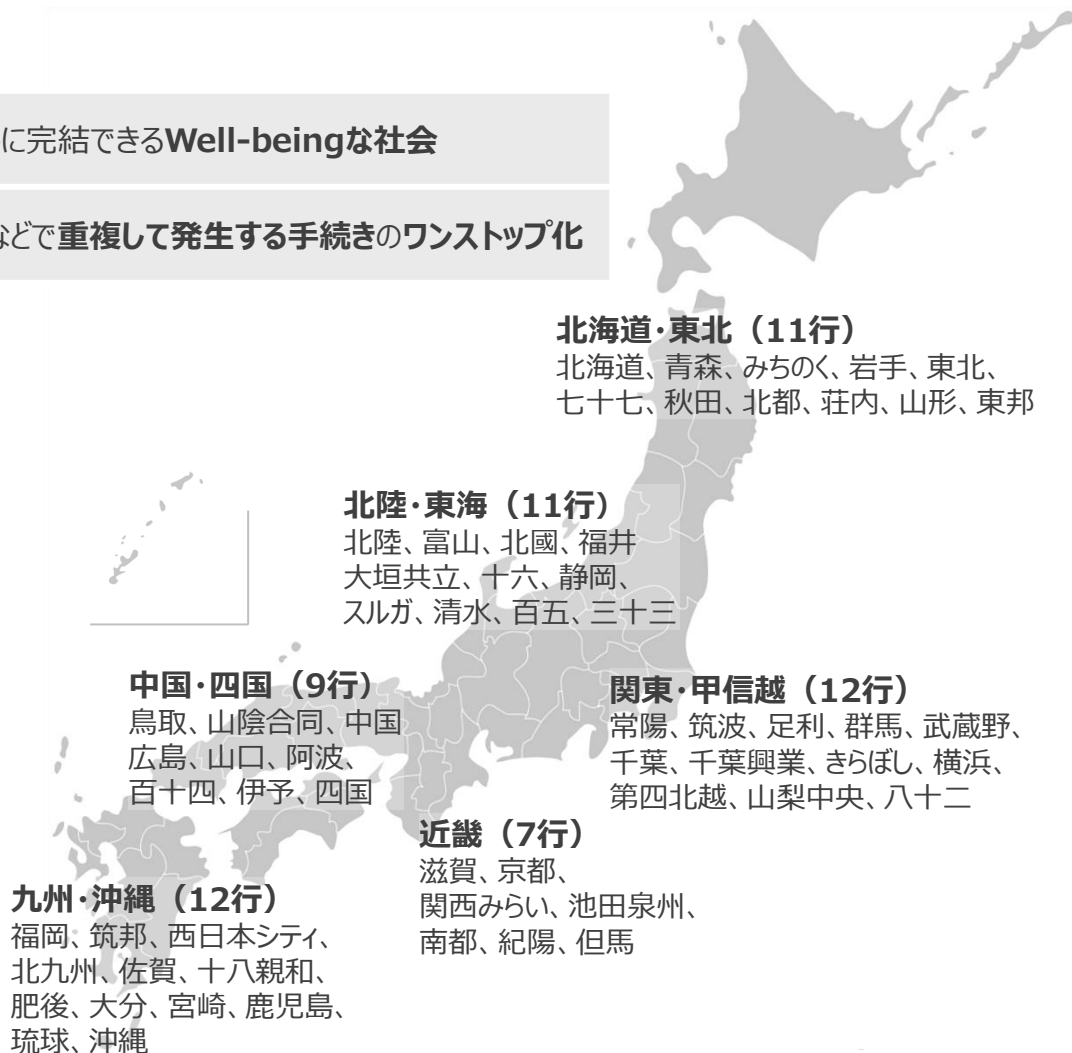 に完結できるWell-beingな社会
などで重複して発生する手続きのワンストップ化
北海道・東北（11行）
北海道、青森、みちのく、岩手、東北、
七十七、秋田、北都、荘内、山形、東邦
北陸・東海（11行）
北陸、富山、北國、福井
大垣共立、十六、静岡、
スルガ、清水、百五、三十三
中国・四国（9行）
鳥取、山陰合同、中国
広島、山口、阿波、
百十四、伊予、四国
関東・甲信越（12行）
常陽、筑波、足利、群馬、武蔵野、
千葉、千葉興業、きらぼし、横浜、
第四北越、山梨中央、八十二
近畿（7行）
滋賀、京都、
関西みらい、池田泉州、
南都、紀陽、但馬
九州・沖縄（12行）
福岡、筑邦、西日本シティ、
北九州、佐賀、十八親和、
肥後、大分、宮崎、鹿児島、
琉球、沖縄